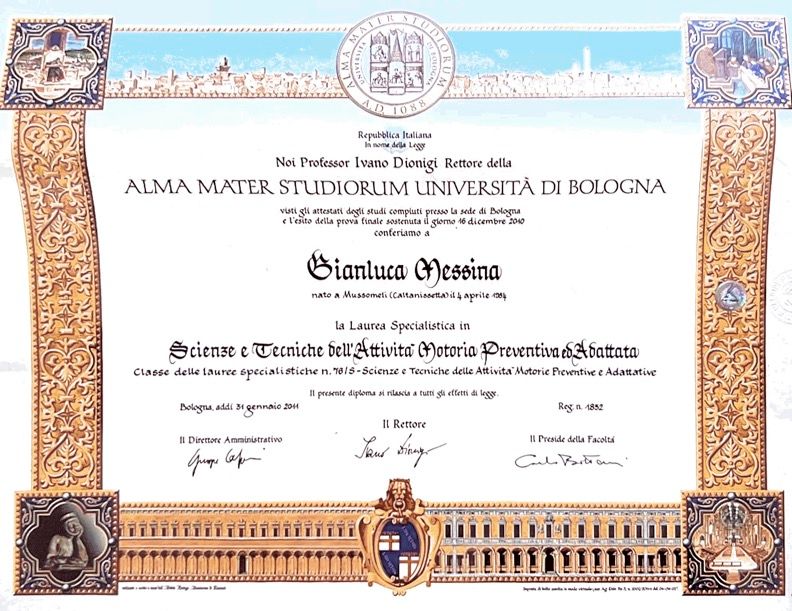 ALMA MATER STUDIORUM
A.D. 1088
Repubblica Italiana
In nome della Legge
Noi Professor Ivano Dionigi Rettore della
ALMA MATER STUDIORUM UNIVERSITÀ DI BOLOGNA
visti gli attestati degli studi compiuti presso la sede di Bologna
e l'esito della prova finale sostenuta il giorno 16 dicembre 2010
conferiamo a
Gianluca Messina
nato a Mussomeli (Caltanissetta) il 4 aprile 1984
la Laurea Specialistica in
Scienze e Tecniche dell'Attivita' Motoria Preventiva ed Adattata
Classe delle lauree specialistiche n. 76/S - Scienze e Tecniche delle Attivita' Motorie Preventive e Adattative
Il presente diploma si rilascia a tutti gli effetti di legge.
Bologna, addì 31 gennaio 2011
Reg. n. 1832
Il Rettore
Il Direttore Amministrativo
Il Preside della Facoltà